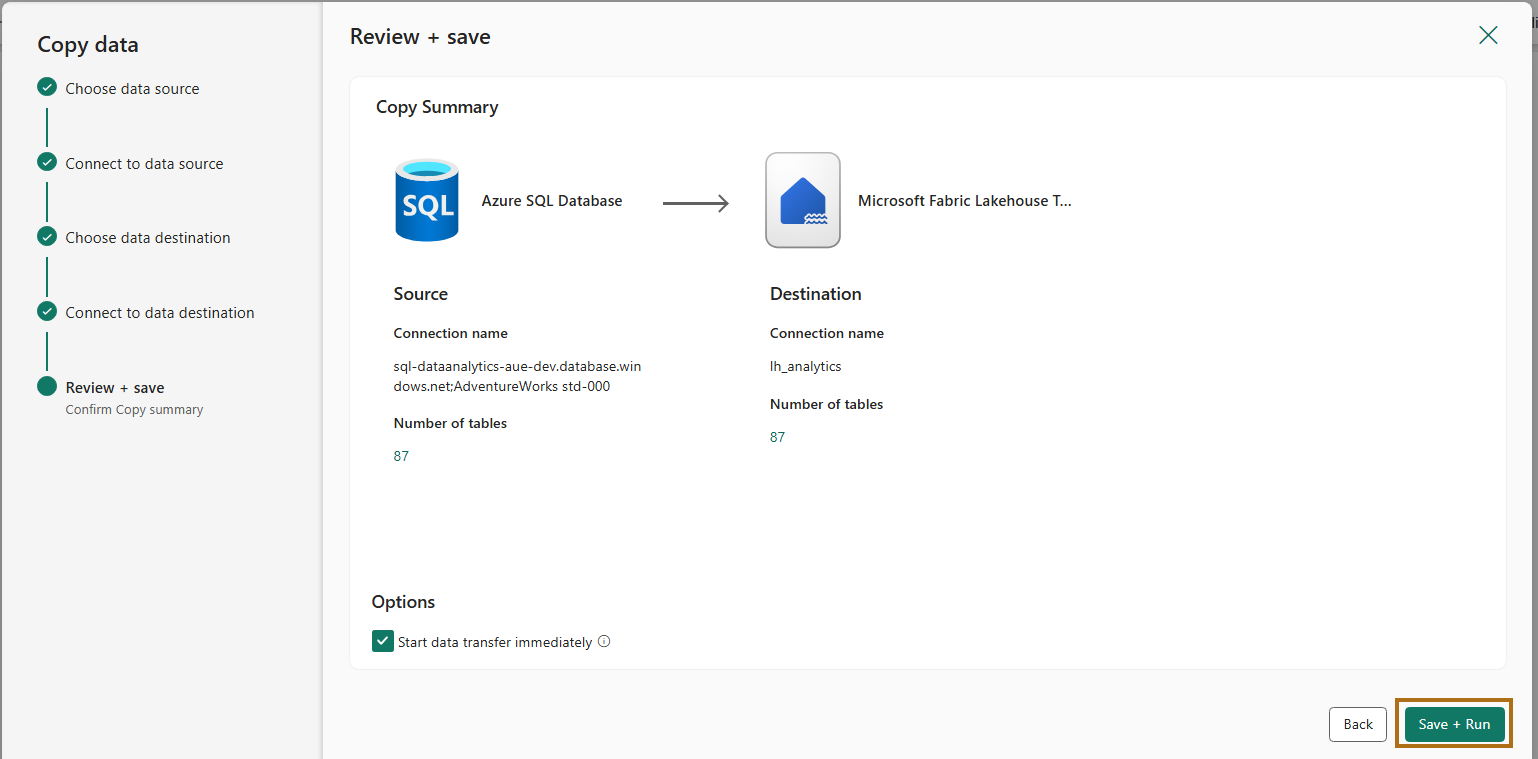 Copy data
Choose data source
Connect to data source
Choose data destination
Connect to data destination
Review + save
Confirm Copy summary
Review + save
Copy Summary
SQL
Azure SQL Database
Microsoft Fabric Lakehouse T...
Source
Connection name
sql-dataanalytics-aue-dev.database.win
dows.net;AdventureWorks std-000
Number of tables
87
Destination
Connection name
lh_analytics
Number of tables
87
Options
Start data transfer immediately
Back
Save + Run